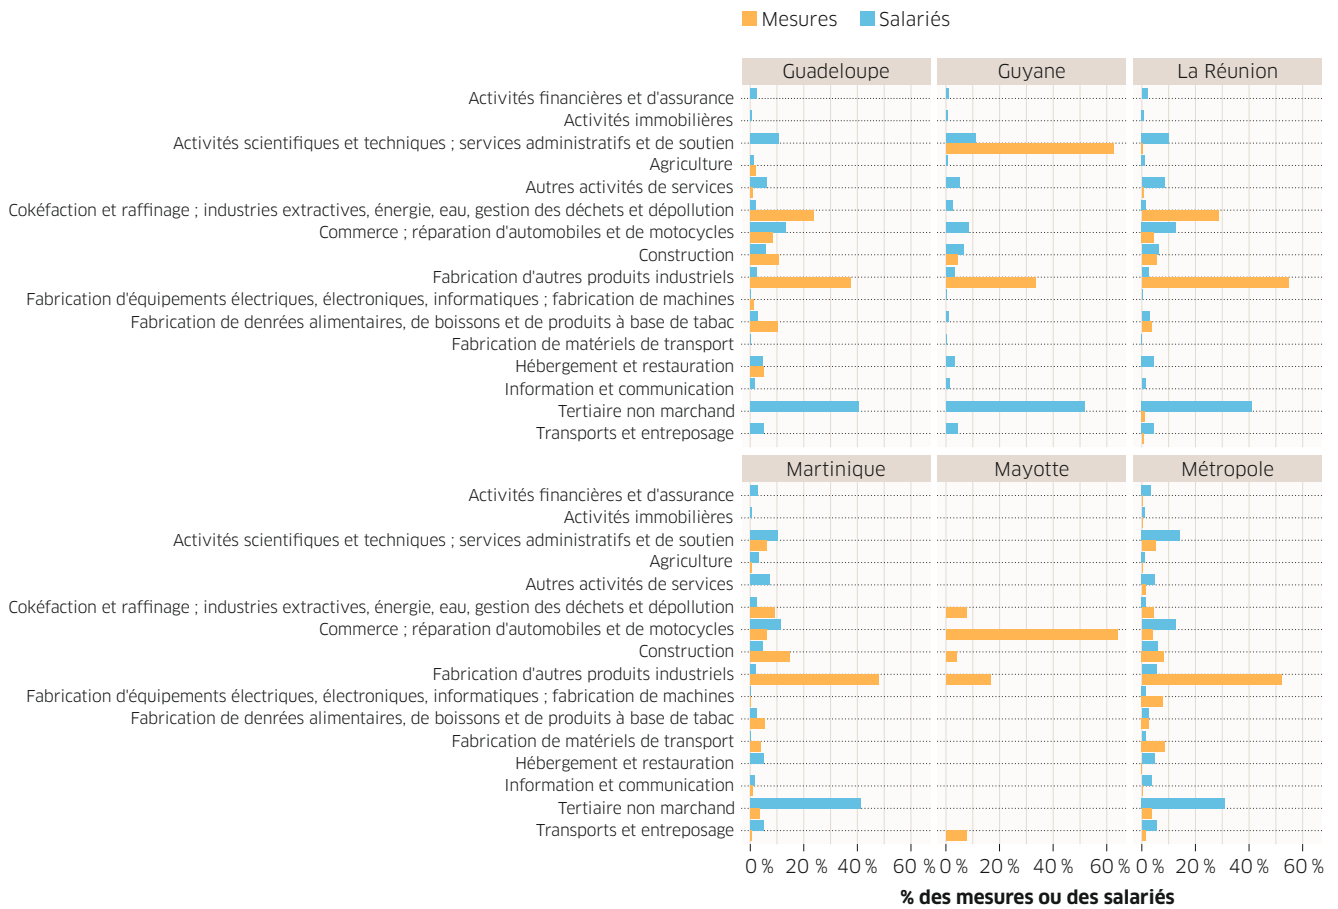 Mesures Salariés
Guadeloupe Guyane La Réunion
Activités financières et d'assurance
Activités immobilières
Activités scientifiques et techniques ; services administratifs et de soutien
Agriculture
Autres activités de services
Cokéfaction et raffinage ; industries extractives, énergie, eau, gestion des déchets et dépollution
Commerce ; réparation d'automobiles et de motocycles
Construction
Fabrication d'autres produits industriels
Fabrication d'équipements électriques, électroniques, informatiques ; fabrication de machines
Fabrication de denrées alimentaires, de boissons et de produits à base de tabac
Fabrication de matériels de transport
Hébergement et restauration
Information et communication
Tertiaire non marchand
Transports et entreposage
Martinique Mayotte Métropole
Activités financières et d'assurance
Activités immobilières
Activités scientifiques et techniques ; services administratifs et de soutien
Agriculture
Autres activités de services
Cokéfaction et raffinage ; industries extractives, énergie, eau, gestion des déchets et dépollution
Commerce ; réparation d'automobiles et de motocycles
Construction
Fabrication d'autres produits industriels
Fabrication d'équipements électriques, électroniques, informatiques ; fabrication de machines
Fabrication de denrées alimentaires, de boissons et de produits à base de tabac
Fabrication de matériels de transport
Hébergement et restauration
Information et communication
Tertiaire non marchand
Transports et entreposage
0 % 20 % 40 % 60 % 0 % 20 % 40 % 60 % 0 % 20 % 40 % 60 %
% des mesures ou des salariés